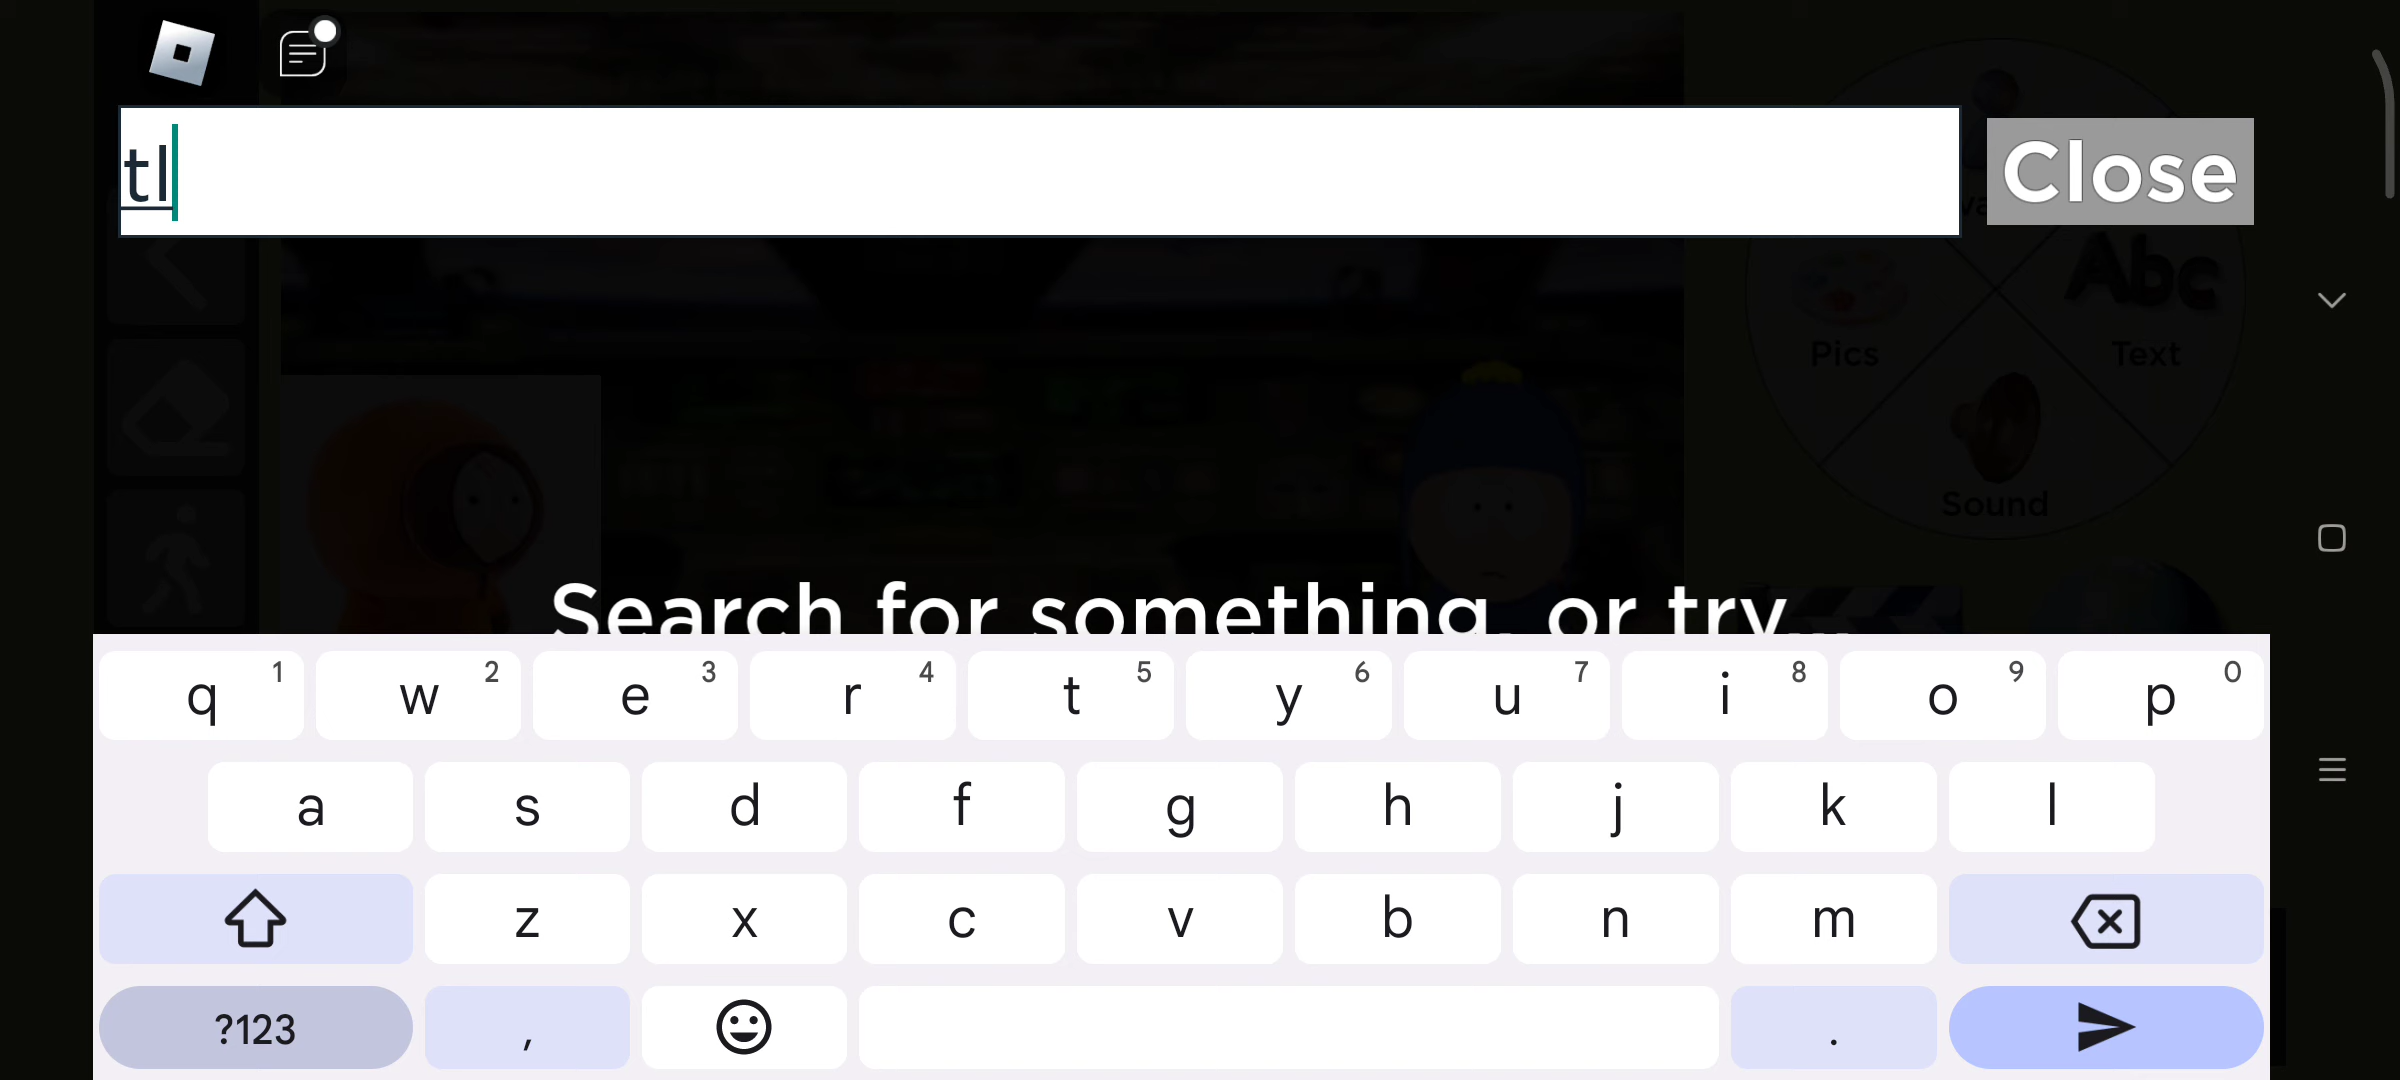 tl
Close
Abc
Pics
Text
Sound
Search for something, or try...
q 1 w 2 e 3 r 4 t 5 y 6 u 7 i 8 o 9 p 0
a s d f g h j k l
z x c v b n m
?123 , .